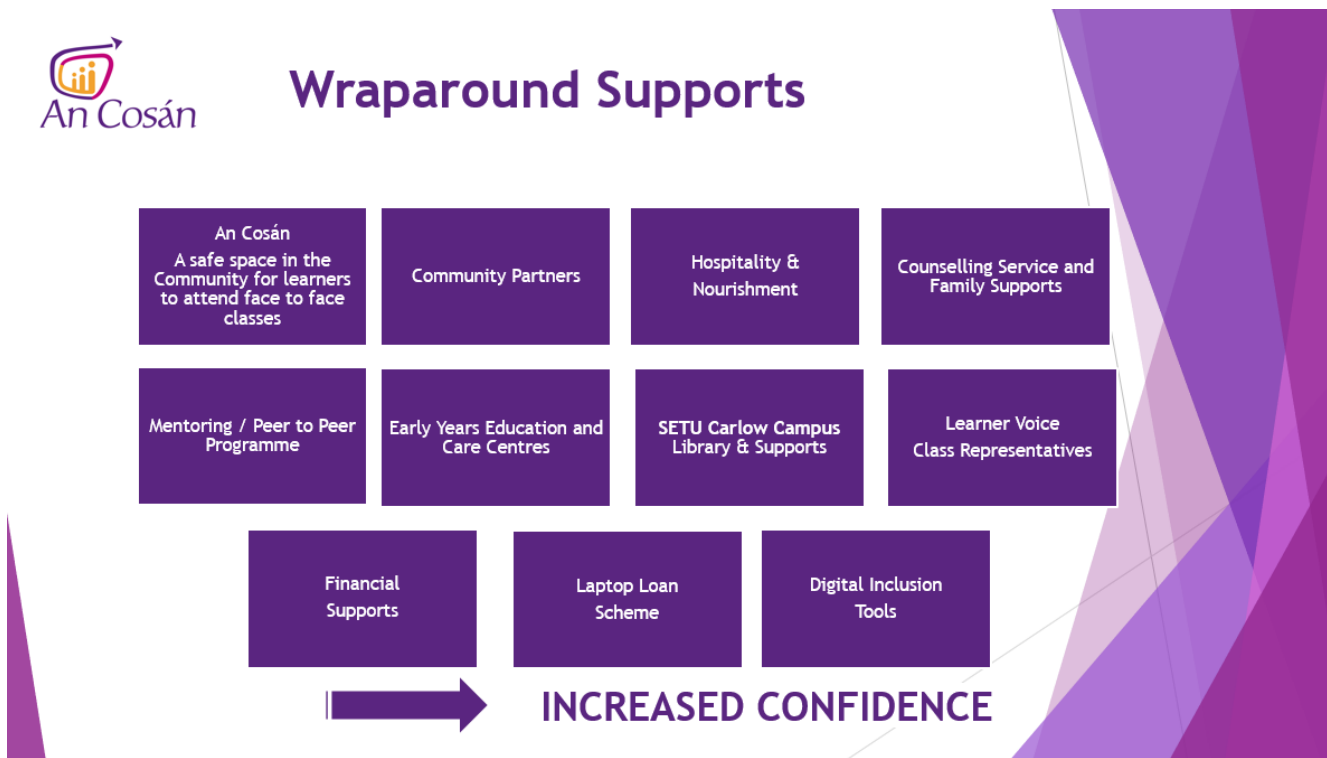 An Cosán
Wraparound Supports
An Cosán
A safe space in the
Community for learners
to attend face to face
classes
Community Partners
Hospitality &
Nourishment
Counselling Service and
Family Supports
Mentoring / Peer to Peer
Programme
Early Years Education and
Care Centres
SETU Carlow Campus
Library & Supports
Learner Voice
Class Representatives
Financial
Supports
Laptop Loan
Scheme
Digital Inclusion
Tools
INCREASED CONFIDENCE